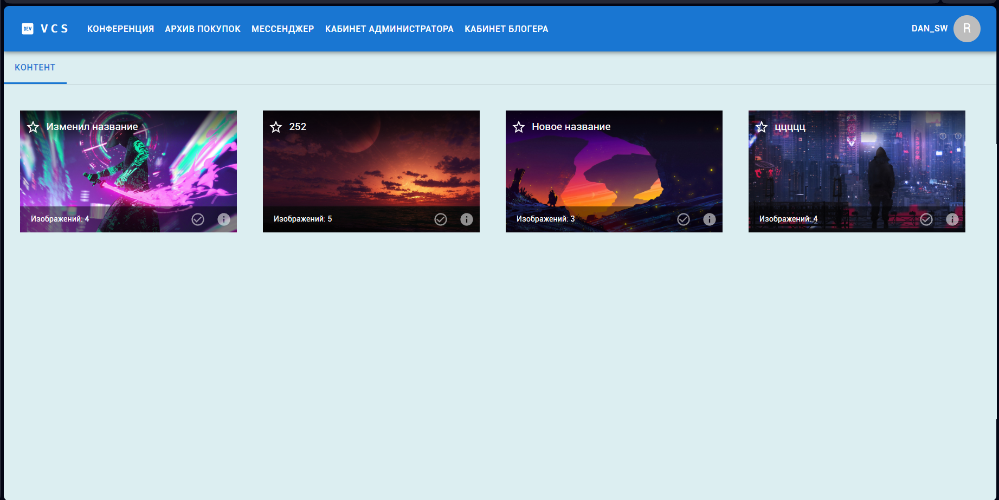 DEV VCS КОНФЕРЕНЦИЯ АРХИВ ПОКУПОК МЕССЕНДЖЕР КАБИНЕТ АДМИНИСТРАТОРА КАБИНЕТ БЛОГЕРА DAN_SW R
КОНТЕНТ
Изменил название
Изображений: 4
252
Изображений: 5
Новое название
Изображений: 3
ццццц
Изображений: 4